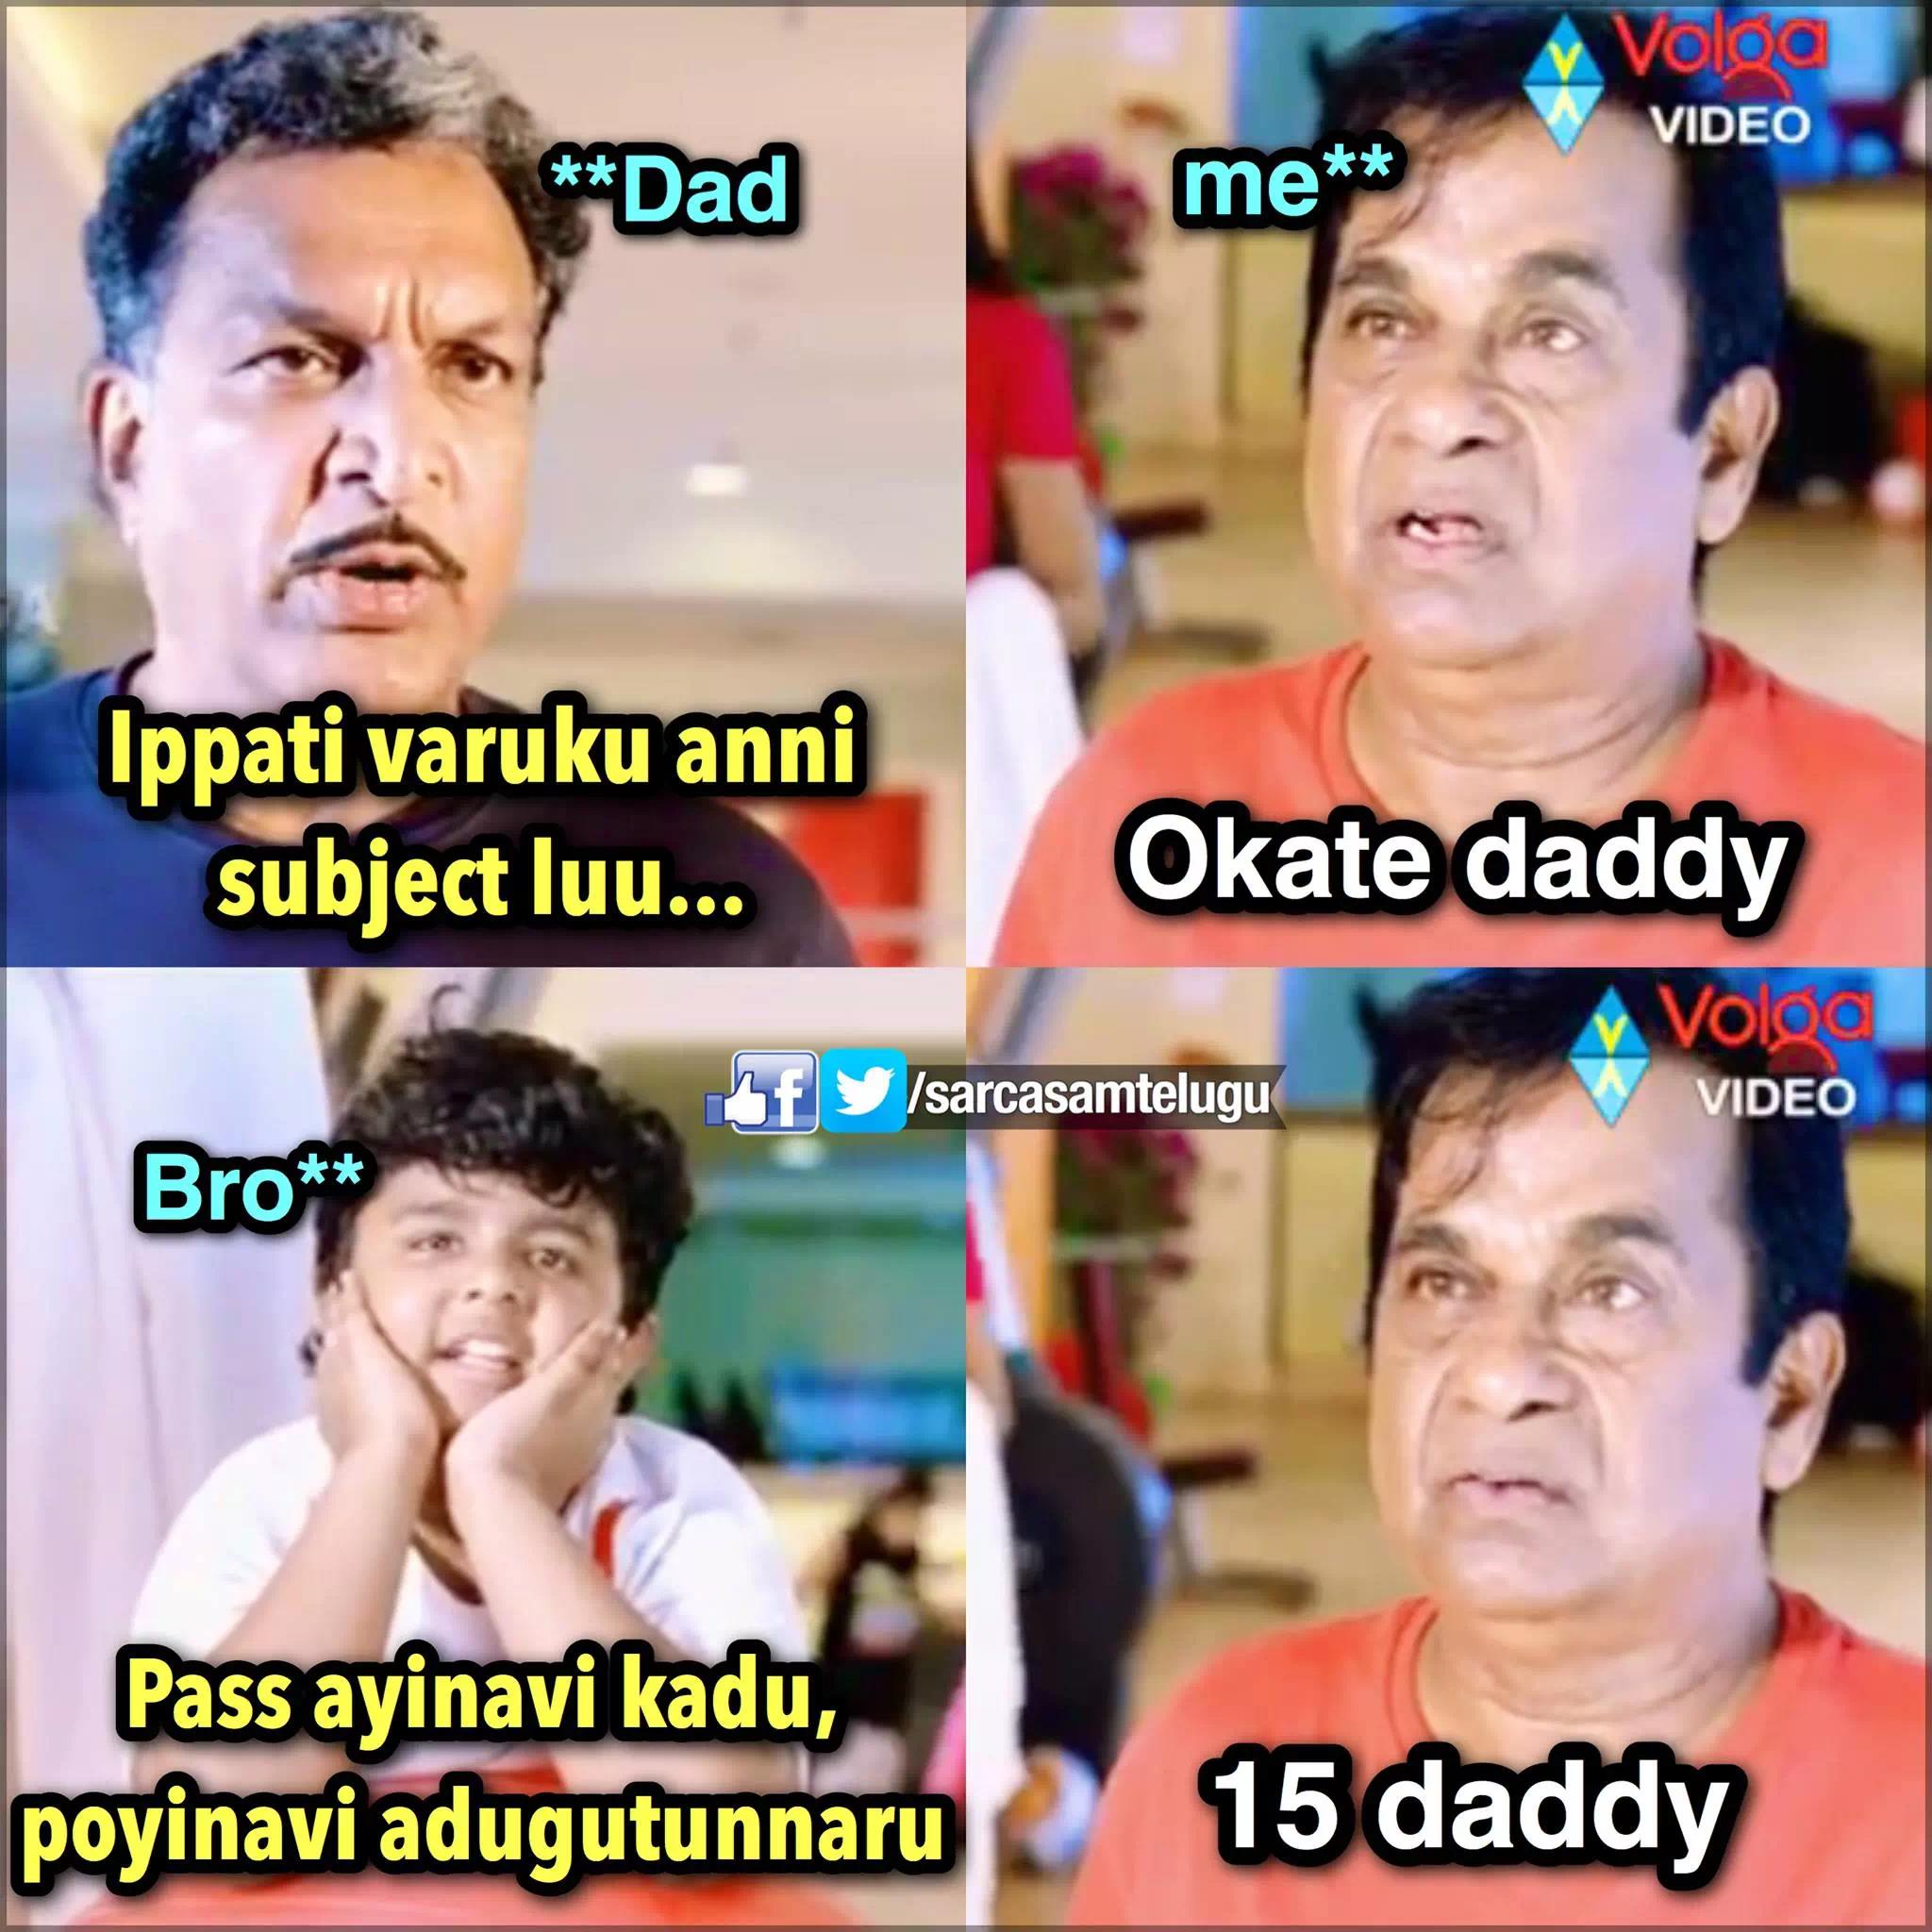 **Dad
Ippati varuku anni
subject luu...
Volga
VIDEO
me**
Okate daddy
f /sarcasamtelugu
Bro**
Pass ayinavi kadu,
poyinavi adugutunnaru
Volga
VIDEO
15 daddy